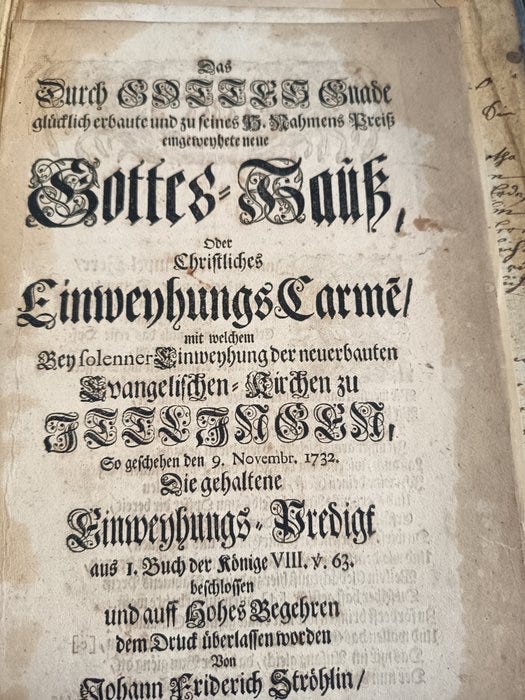 Das
Durch GOTTES Gnade
glücklich erbaute und zu seines H. Nahmens Preiß
eingeweyhete neue
Gottes-Hauß,
Oder
Christliches
EinweyhungsCarmē/
mit welchem
Bey solenner Einweyhung der neuerbauten
Evangelischen-Kirchen zu
ITTLINGEN,
So geschehen den 9. Novembr. 1732.
Die gehaltene
Einweyhungs-Predigt
aus 1. Buch der Könige VIII. v. 63.
beschlossen
und auff Hohes Begehren
dem Druck überlassen worden
Von
Johann Friderich Ströhlin/